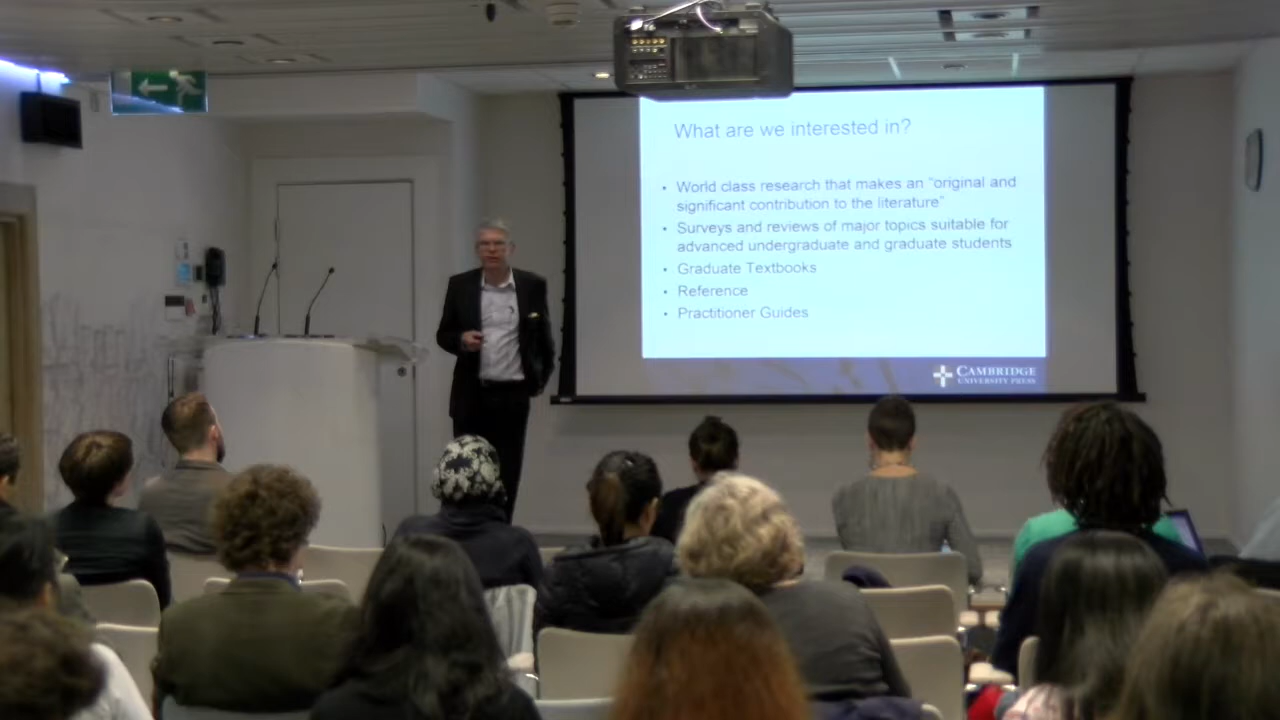 What are we interested in?
• World class research that makes an "original and
significant contribution to the literature"
• Surveys and reviews of major topics suitable for
advanced undergraduate and graduate students
• Graduate Textbooks
• Reference
• Practitioner Guides
CAMBRIDGE
UNIVERSITY PRESS